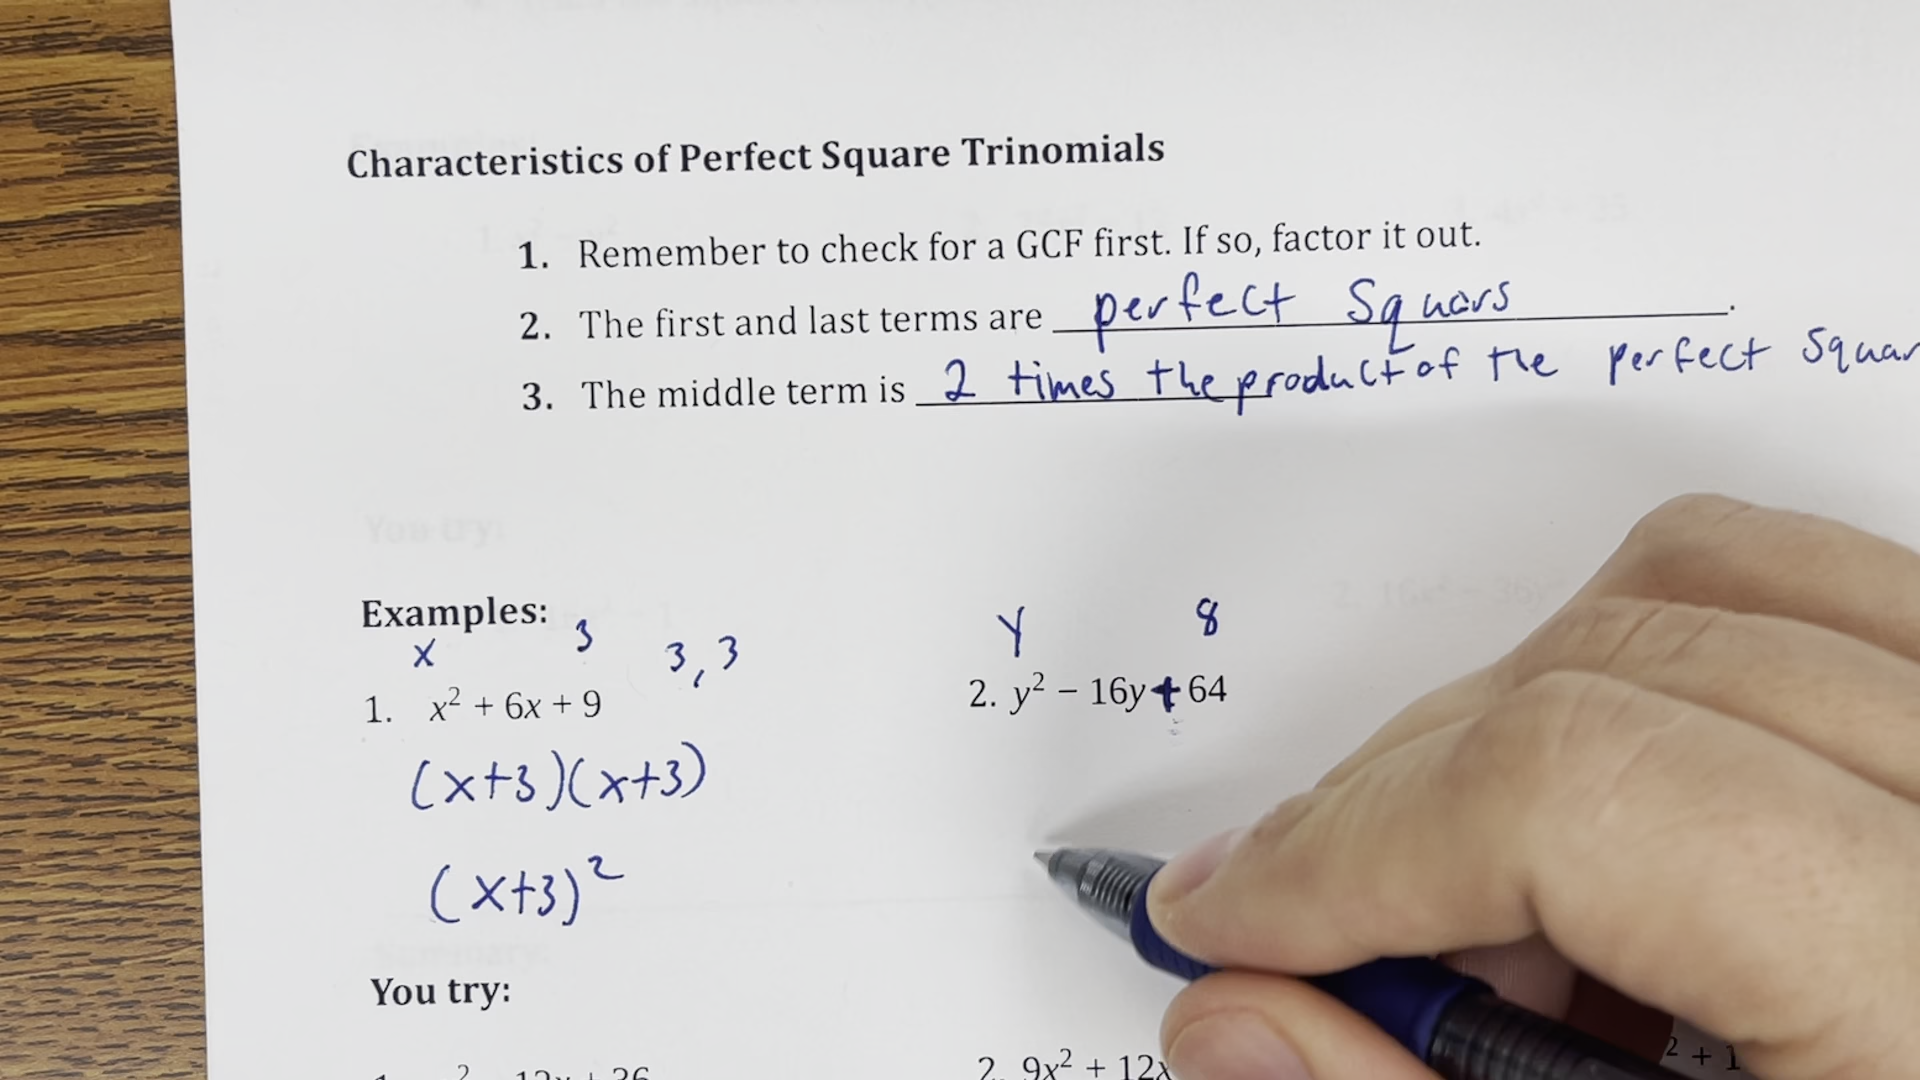 Characteristics of Perfect Square Trinomials
1. Remember to check for a GCF first. If so, factor it out.
2. The first and last terms are perfect Squars.
3. The middle term is 2 times the product of the perfect Squar
Examples:
x 3 3, 3
1. x² + 6x + 9
(x+3)(x+3)
(x+3)²
Y 8
2. y² − 16y + 64
You try:
2. 9x² + 12x
² + 1